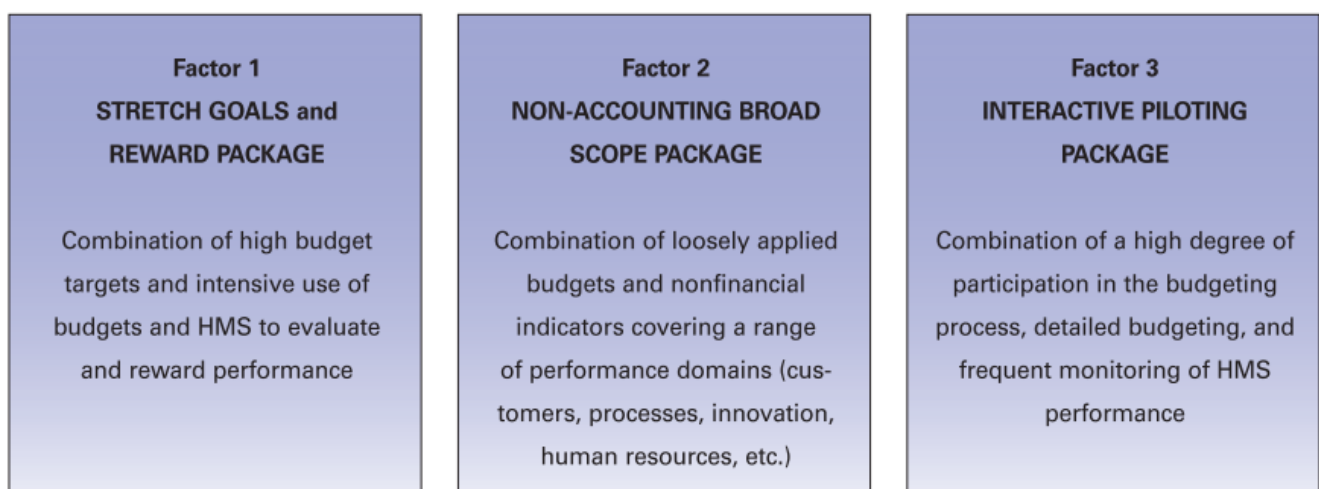 Factor 1
STRETCH GOALS and
REWARD PACKAGE
Combination of high budget
targets and intensive use of
budgets and HMS to evaluate
and reward performance
Factor 2
NON-ACCOUNTING BROAD
SCOPE PACKAGE
Combination of loosely applied
budgets and nonfinancial
indicators covering a range
of performance domains (cus-
tomers, processes, innovation,
human resources, etc.)
Factor 3
INTERACTIVE PILOTING
PACKAGE
Combination of a high degree of
participation in the budgeting
process, detailed budgeting, and
frequent monitoring of HMS
performance